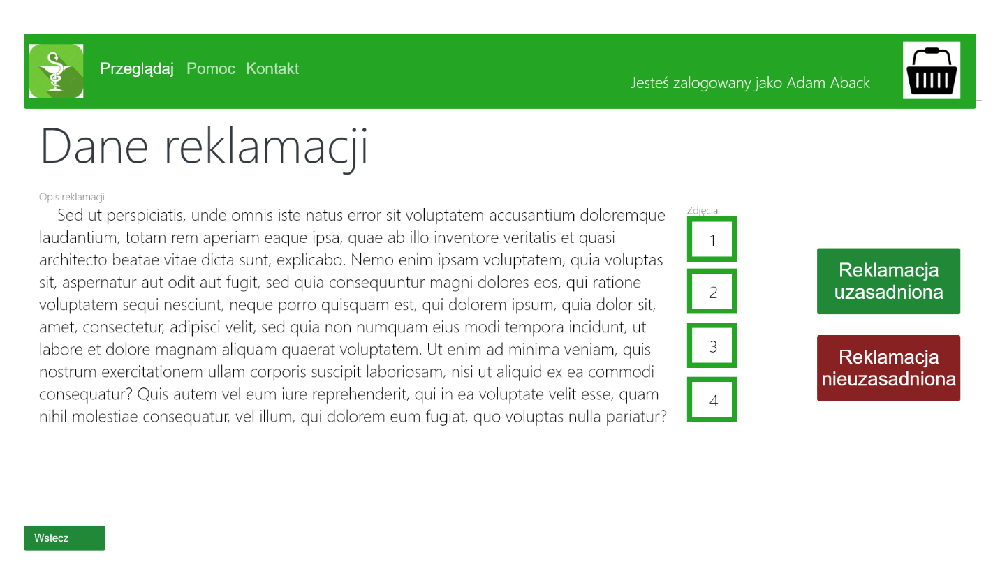 Przeglądaj Pomoc Kontakt
Jesteś zalogowany jako Adam Aback
Dane reklamacji
Opis reklamacji
Sed ut perspiciatis, unde omnis iste natus error sit voluptatem accusantium doloremque
laudantium, totam rem aperiam eaque ipsa, quae ab illo inventore veritatis et quasi
architecto beatae vitae dicta sunt, explicabo. Nemo enim ipsam voluptatem, quia voluptas
sit, aspernatur aut odit aut fugit, sed quia consequuntur magni dolores eos, qui ratione
voluptatem sequi nesciunt, neque porro quisquam est, qui dolorem ipsum, quia dolor sit,
amet, consectetur, adipisci velit, sed quia non numquam eius modi tempora incidunt, ut
labore et dolore magnam aliquam quaerat voluptatem. Ut enim ad minima veniam, quis
nostrum exercitationem ullam corporis suscipit laboriosam, nisi ut aliquid ex ea commodi
consequatur? Quis autem vel eum iure reprehenderit, qui in ea voluptate velit esse, quam
nihil molestiae consequatur, vel illum, qui dolorem eum fugiat, quo voluptas nulla pariatur?
Zdjęcia
1
2
3
4
Reklamacja
uzasadniona
Reklamacja
nieuzasadniona
Wstecz